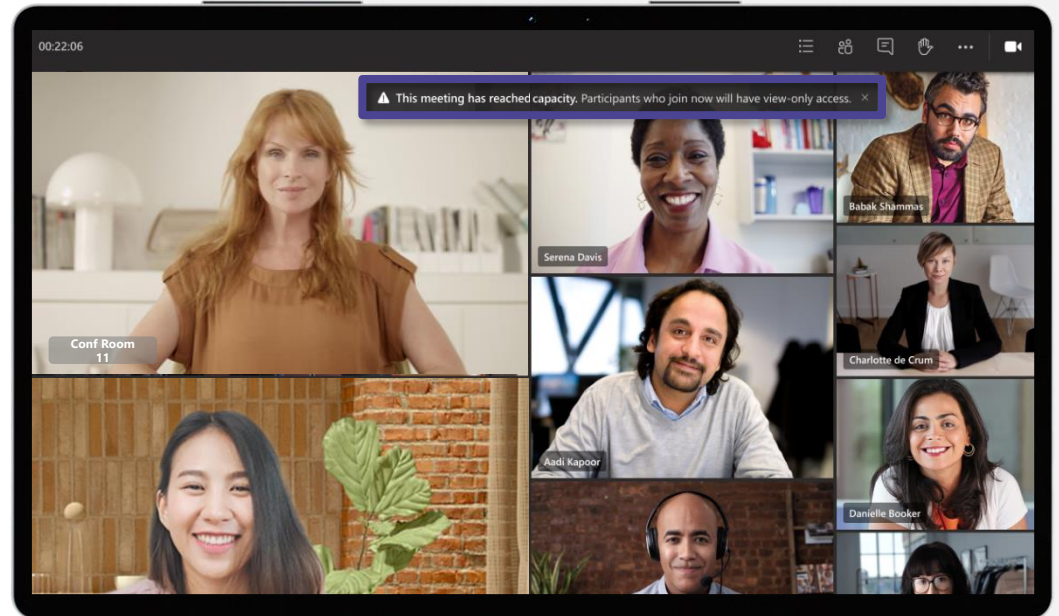 00:22:06
This meeting has reached capacity. Participants who join now will have view-only access.
Serena Davis
Babak Shammas
Conf Room
11
Charlotte de Crum
Aadi Kapoor
Danielle Booker